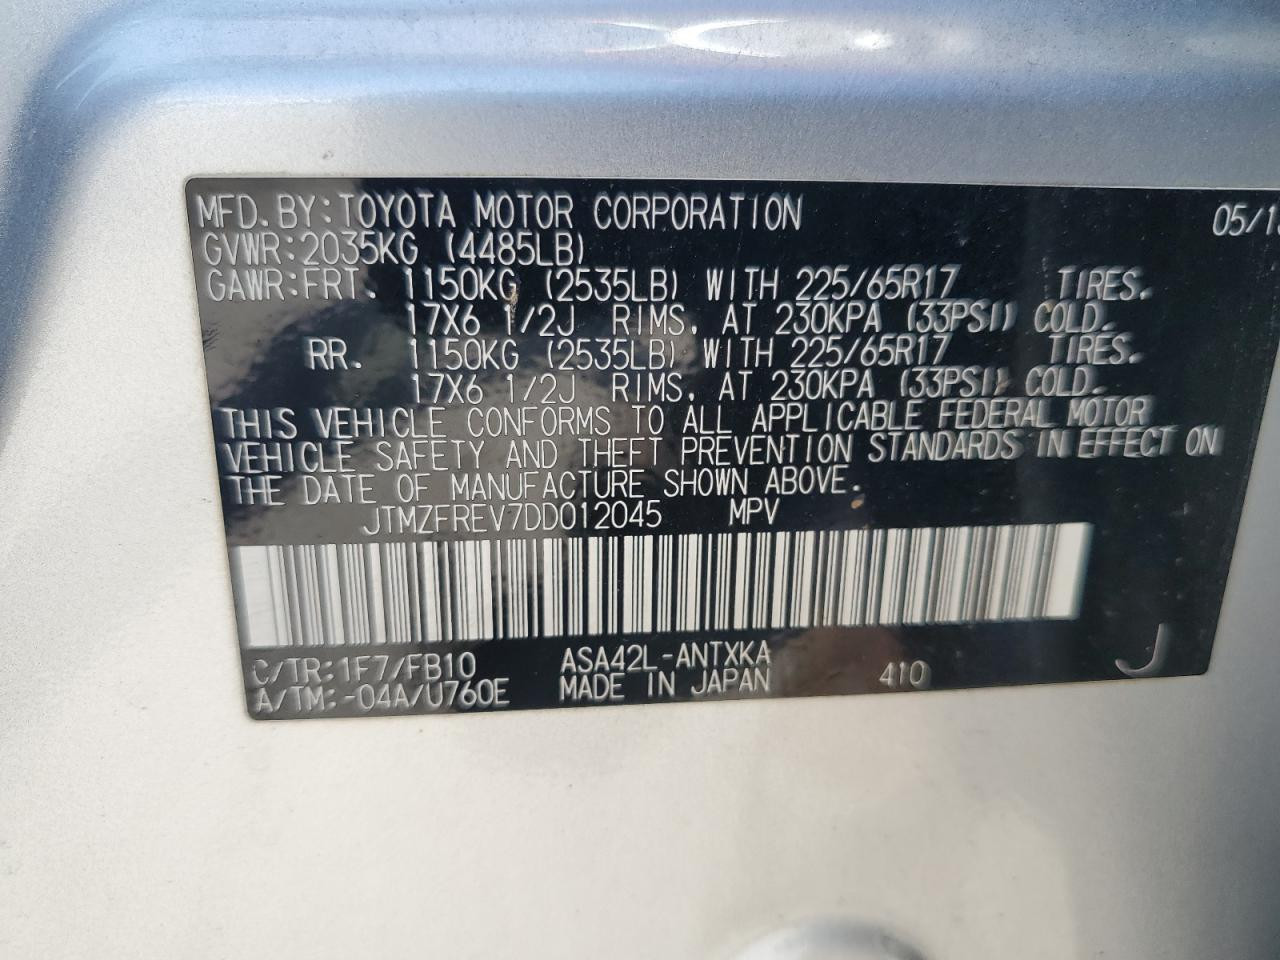 MFD. BY:TOYOTA MOTOR CORPORATION 05/13
GVWR:2035KG (4485LB)
GAWR:FRT. 1150KG (2535LB) WITH 225/65R17 TIRES.
17X6 1/2J RIMS, AT 230KPA (33PSI) COLD.
RR. 1150KG (2535LB) WITH 225/65R17 TIRES.
17X6 1/2J RIMS, AT 230KPA (33PSI) COLD.
THIS VEHICLE CONFORMS TO ALL APPLICABLE FEDERAL MOTOR
VEHICLE SAFETY AND THEFT PREVENTION STANDARDS IN EFFECT ON
THE DATE OF MANUFACTURE SHOWN ABOVE.
JTMZFREV7DD012045 MPV
C/TR:1F7/FB10 ASA42L-ANTXKA 410 J
A/TM:-04A/U760E MADE IN JAPAN